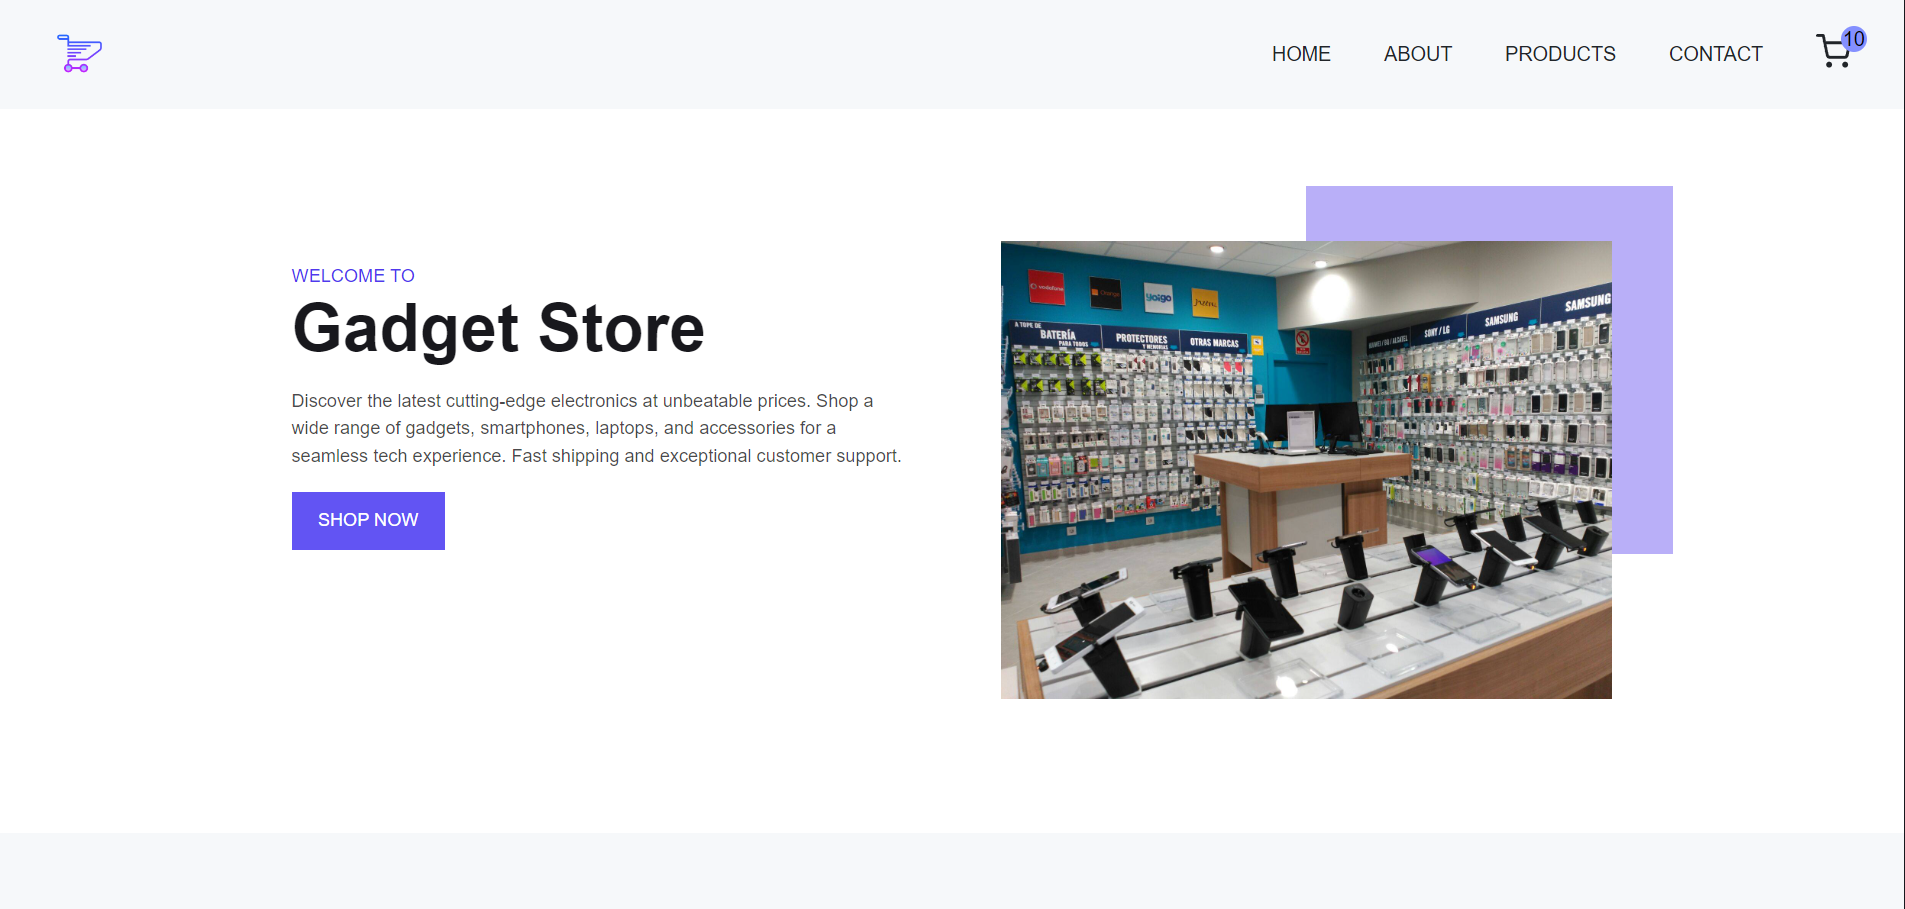 HOME ABOUT PRODUCTS CONTACT 10
WELCOME TO
Gadget Store
Discover the latest cutting-edge electronics at unbeatable prices. Shop a
wide range of gadgets, smartphones, laptops, and accessories for a
seamless tech experience. Fast shipping and exceptional customer support.
SHOP NOW
vodafone
Orange
yoigo
A TOPE DE
BATERÍA
PARA TODOS
PROTECTORES
Y MEMORIAS
OTRAS MARCAS
SONY / LG
SAMSUNG
SAMSUNG